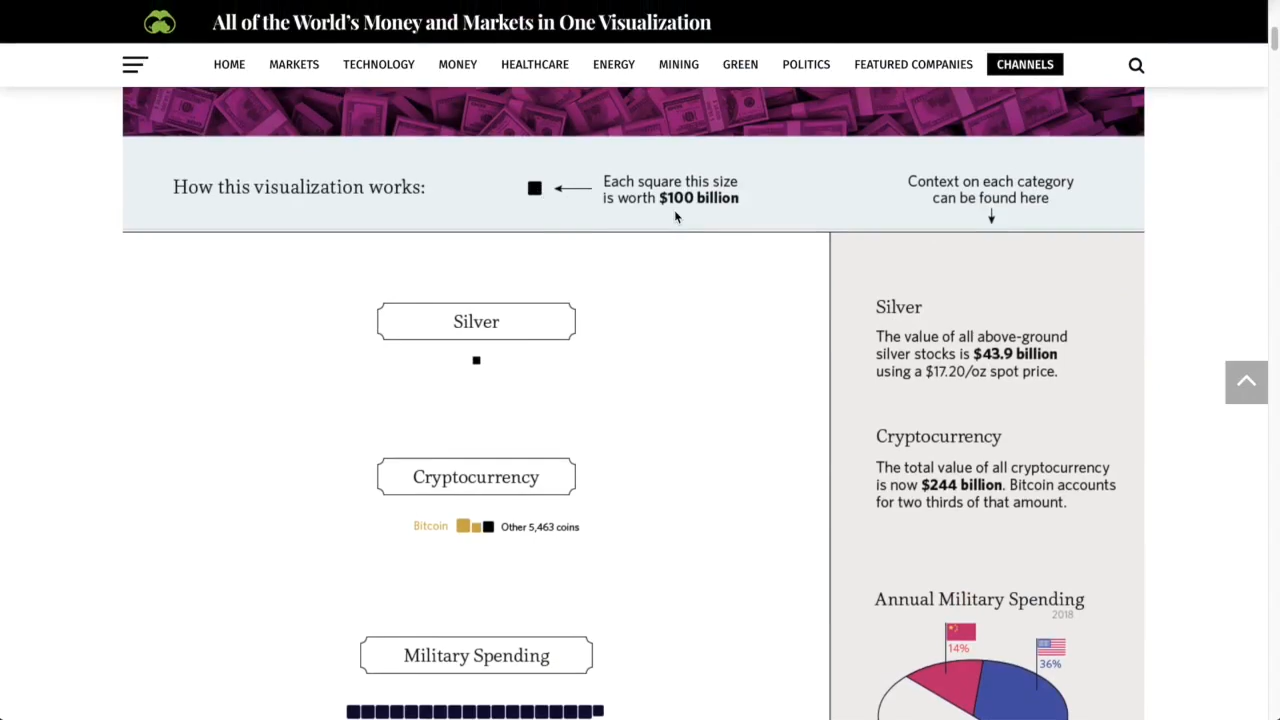 All of the World's Money and Markets in One Visualization
HOME MARKETS TECHNOLOGY MONEY HEALTHCARE ENERGY MINING GREEN POLITICS FEATURED COMPANIES CHANNELS
How this visualization works:
Each square this size
is worth $100 billion
Context on each category
can be found here
Silver
Silver
The value of all above-ground
silver stocks is $43.9 billion
using a $17.20/oz spot price.
Cryptocurrency
Bitcoin
Other 5,463 coins
Cryptocurrency
The total value of all cryptocurrency
is now $244 billion. Bitcoin accounts
for two thirds of that amount.
Military Spending
Annual Military Spending
2018
14%
36%